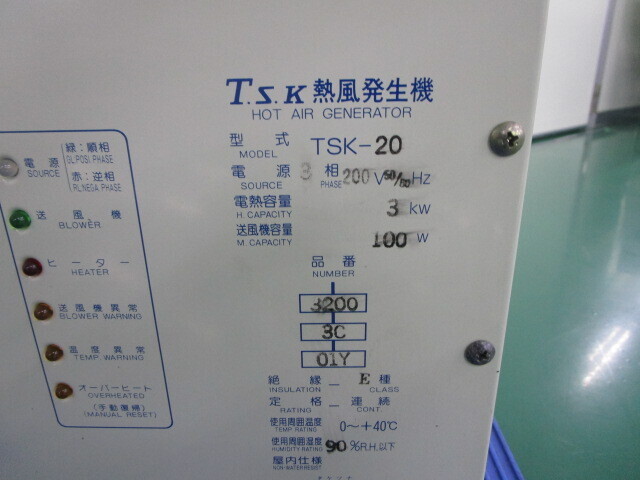 T.S.K 熱風発生機
HOT AIR GENERATOR
型式 TSK-20
MODEL
電源 3相 200V 50/60Hz
SOURCE PHASE
電熱容量 3 kW
H. CAPACITY
送風機容量 100 W
M. CAPACITY
品番
NUMBER
3200
3C
01Y
絶縁 — E 種
INSULATION CLASS
定格 — 連続
RATING CONT.
使用周囲温度 0～+40℃
TEMP. RATING
使用周囲湿度 90%R.H.以下
HUMIDITY RATING
屋内仕様
電源 緑：順相
SOURCE GL:POSI. PHASE
赤：逆相
RL:NEGA. PHASE
送風機
BLOWER
ヒーター
HEATER
送風機異常
BLOWER WARNING
温度異常
TEMP. WARNING
オーバーヒート
OVERHEATED
(手動復帰)
(MANUAL RESET)